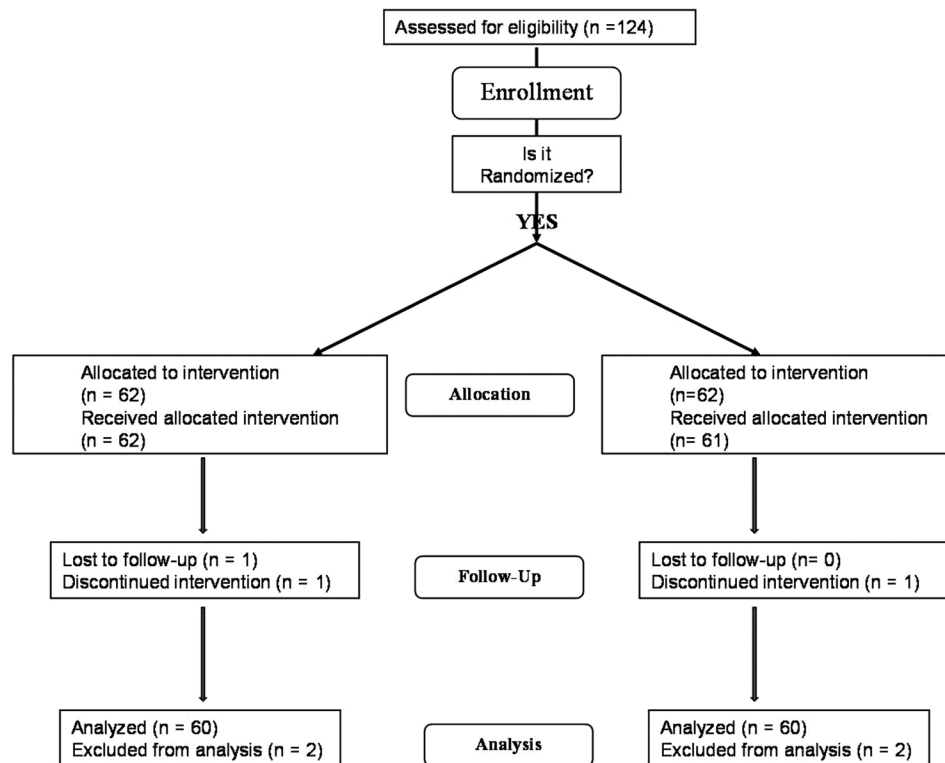 Assessed for eligibility (n =124)
Enrollment
Is it
Randomized?
YES
Allocated to intervention
(n = 62)
Received allocated intervention
(n = 62)
Allocation
Allocated to intervention
(n=62)
Received allocated intervention
(n= 61)
Lost to follow-up (n = 1)
Discontinued intervention (n = 1)
Follow-Up
Lost to follow-up (n= 0)
Discontinued intervention (n = 1)
Analyzed (n = 60)
Excluded from analysis (n = 2)
Analysis
Analyzed (n = 60)
Excluded from analysis (n = 2)